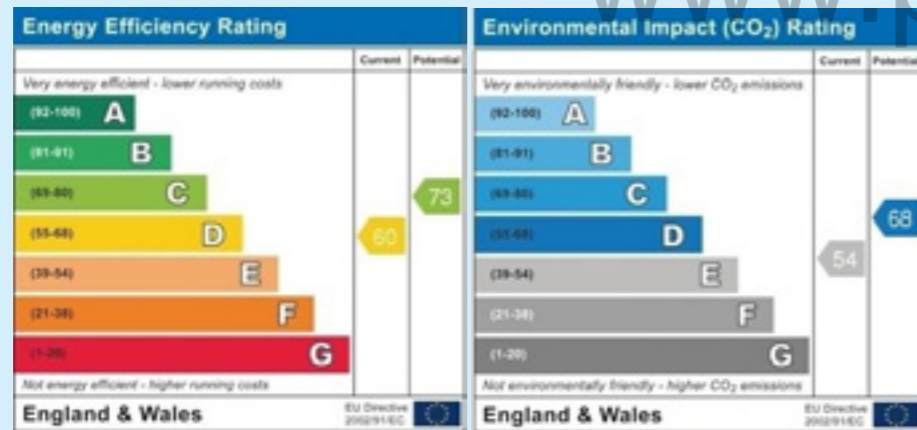 www.p
Energy Efficiency Rating
Current Potential
Very energy efficient - lower running costs
(92-100) A
(81-91) B
(69-80) C
73
(55-68) D
60
(39-54) E
(21-38) F
(1-20) G
Not energy efficient - higher running costs
England & Wales
EU Directive
2002/91/EC
Environmental Impact (CO₂) Rating
Current Potential
Very environmentally friendly - lower CO₂ emissions
(92-100) A
(81-91) B
(69-80) C
(55-68) D
68
(39-54) E
54
(21-38) F
(1-20) G
Not environmentally friendly - higher CO₂ emissions
England & Wales
EU Directive
2002/91/EC